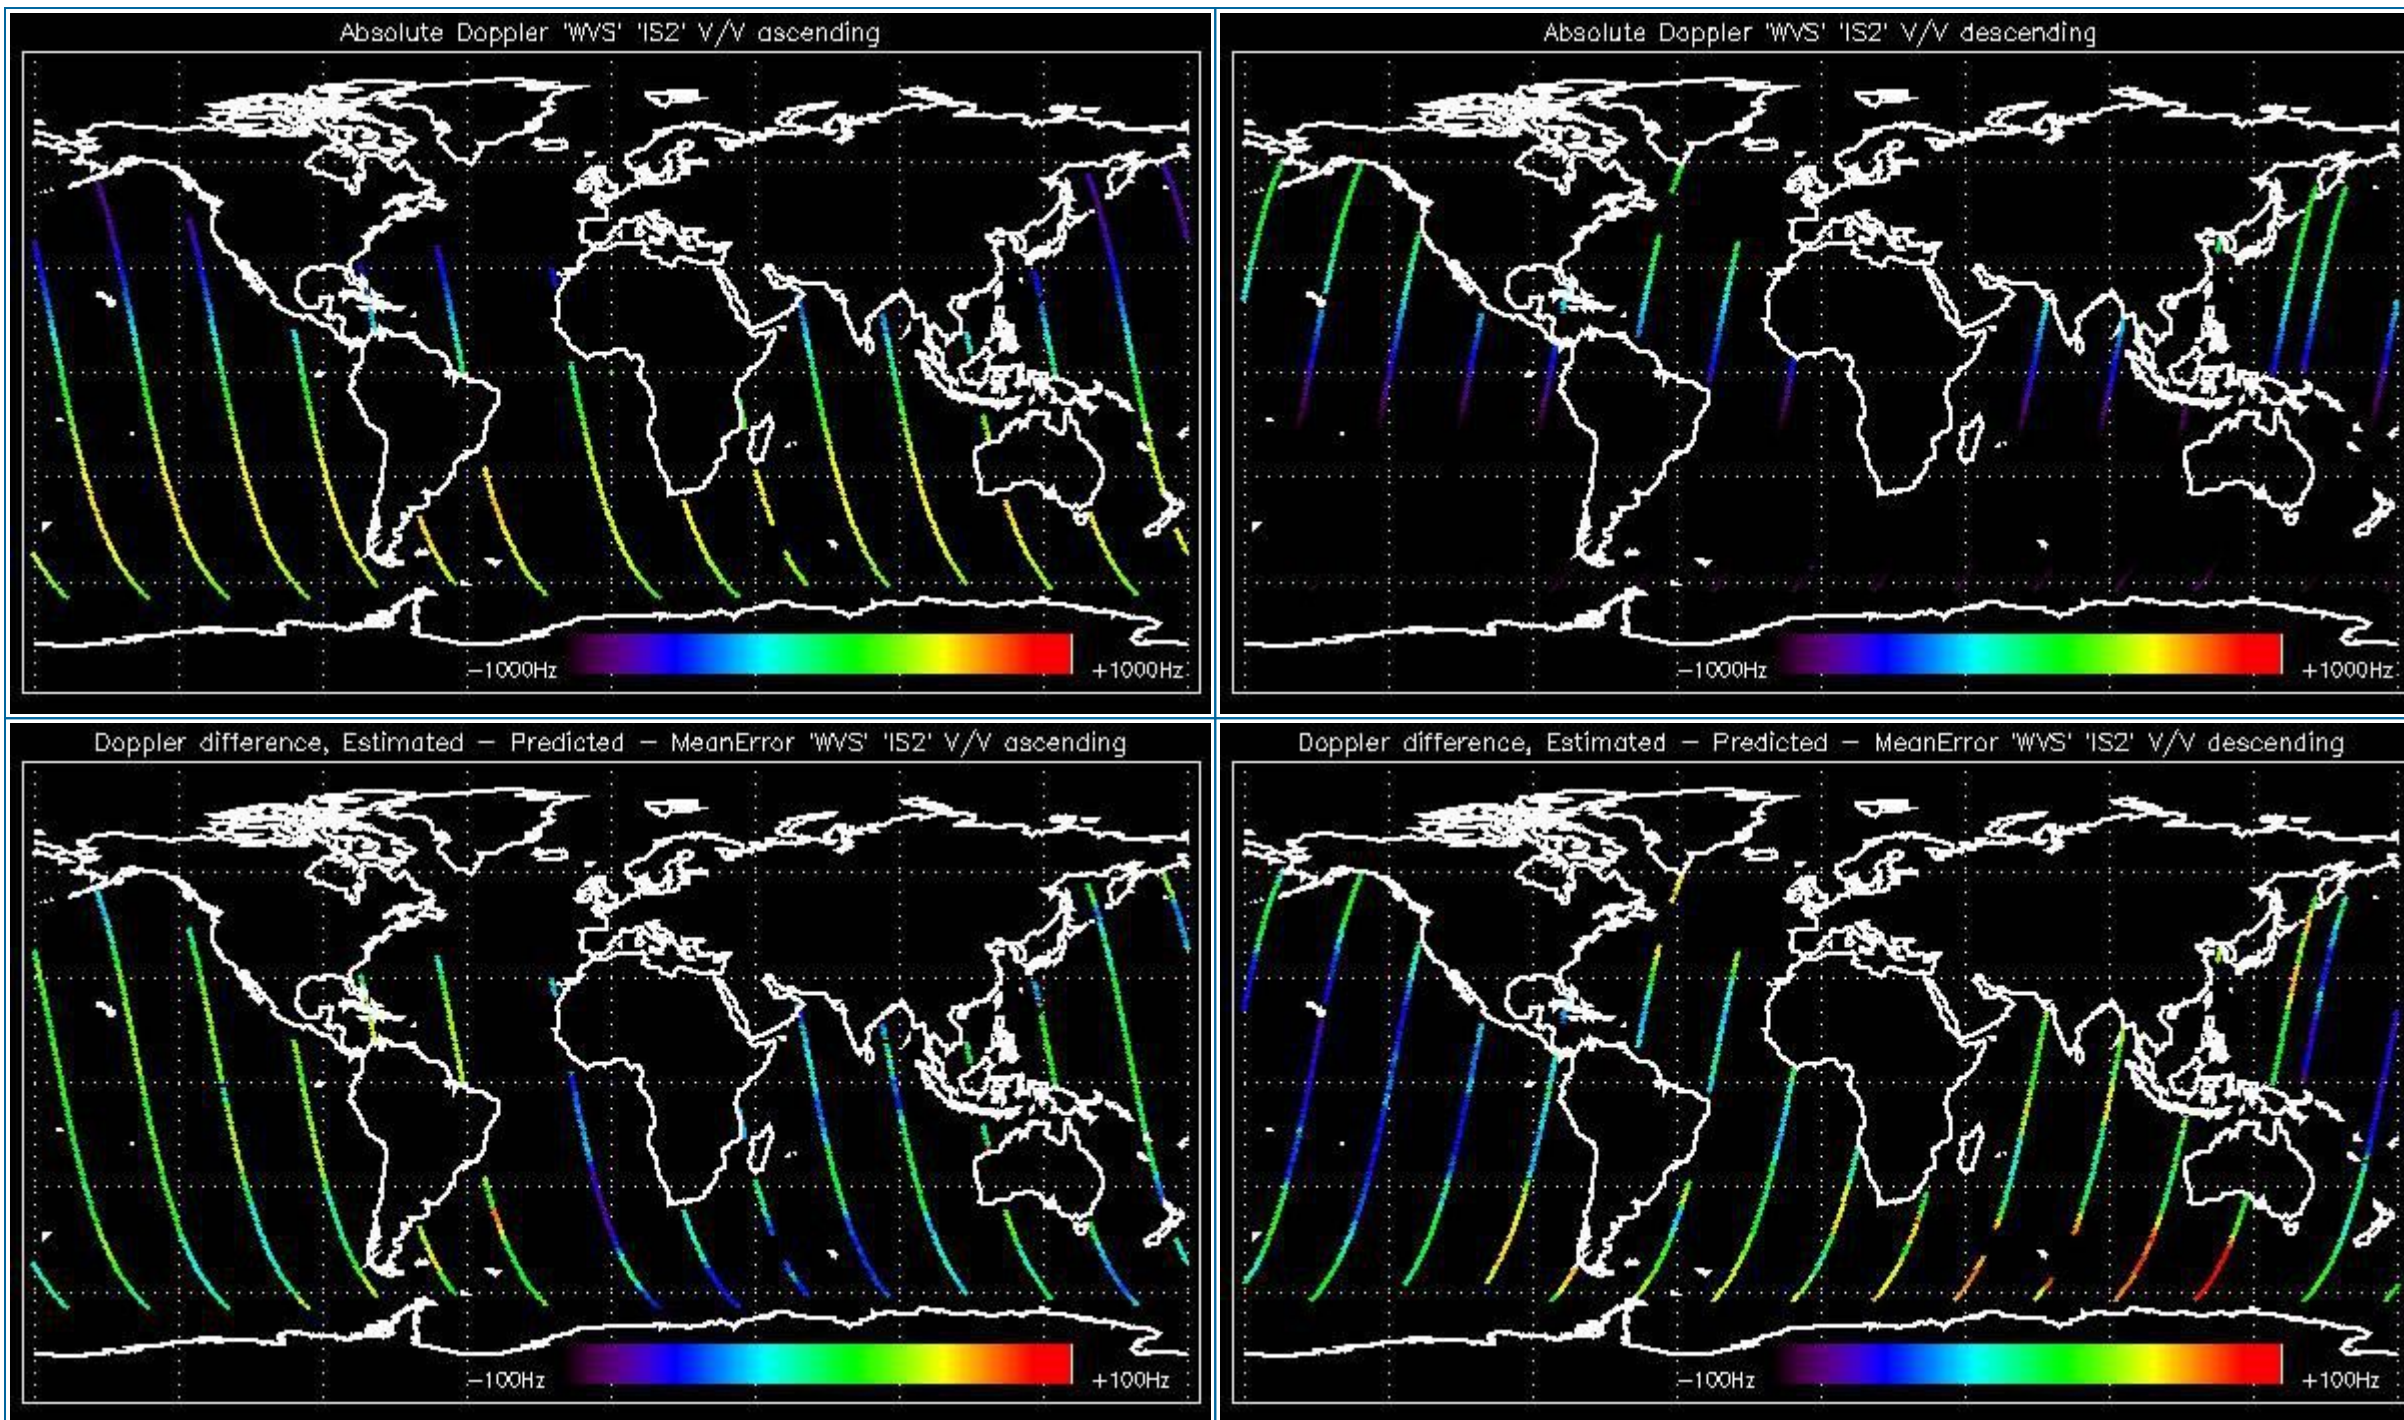 Absolute Doppler 'WVS' 'IS2' V/V ascending
-1000Hz
+1000Hz
Absolute Doppler 'WVS' 'IS2' V/V descending
-1000Hz
+1000Hz
Doppler difference, Estimated - Predicted - MeanError 'WVS' 'IS2' V/V ascending
-100Hz
+100Hz
Doppler difference, Estimated - Predicted - MeanError 'WVS' 'IS2' V/V descending
-100Hz
+100Hz